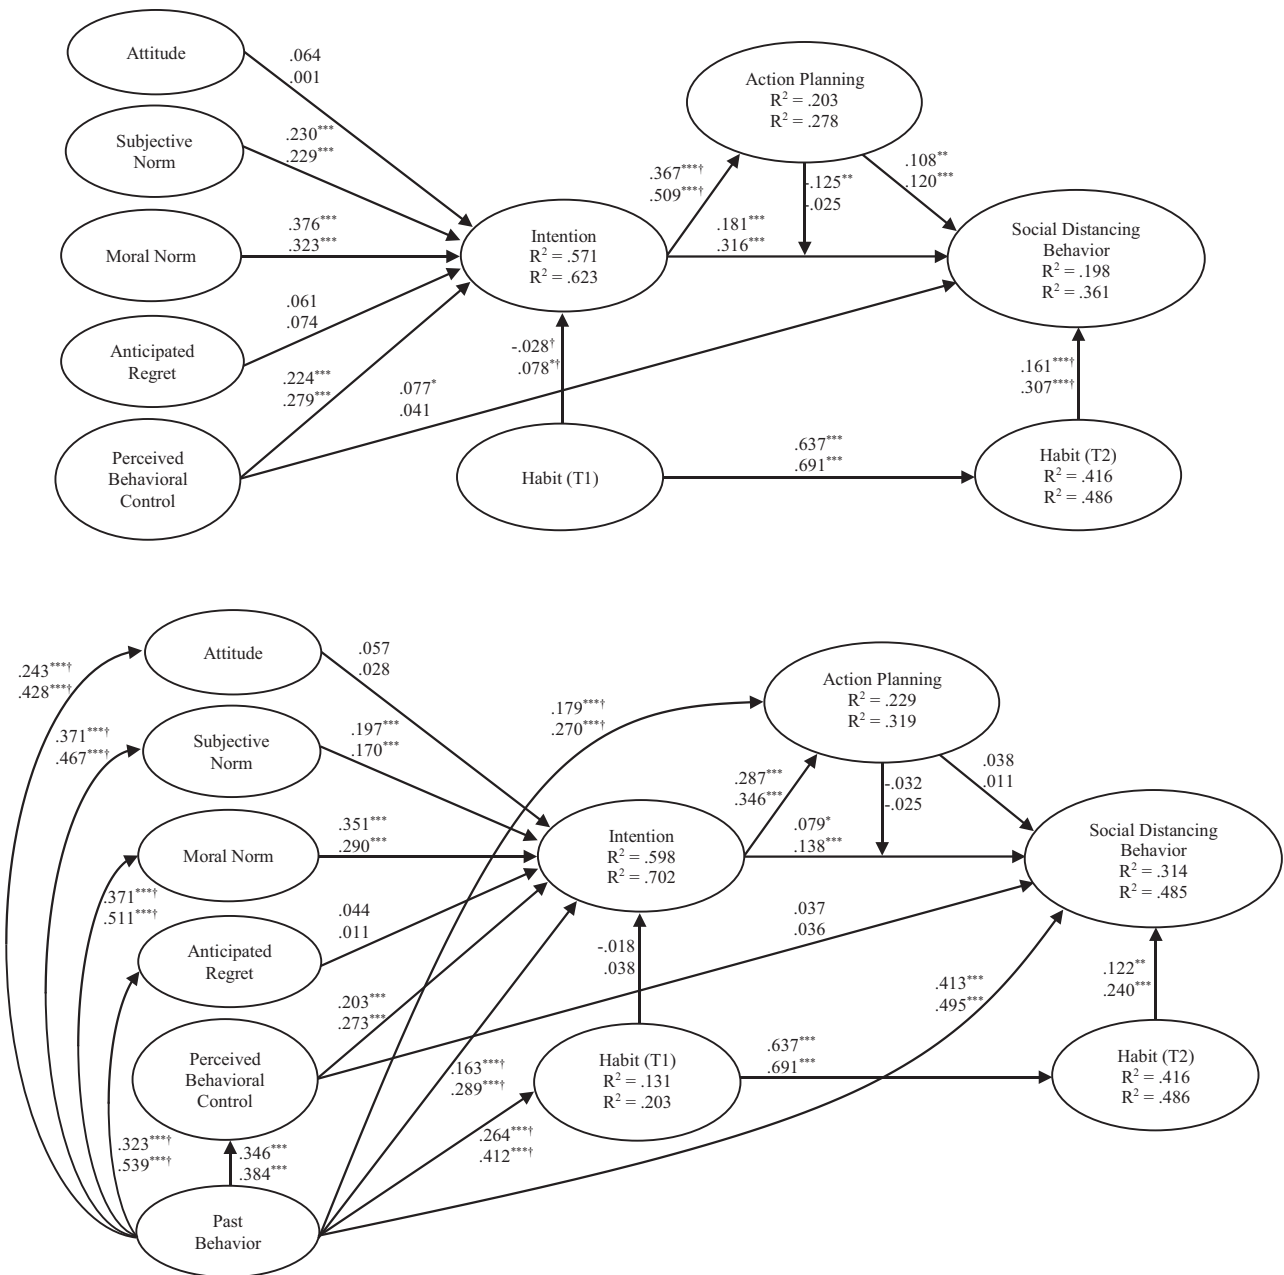 Attitude
.064
.001
Subjective
Norm
.230***
.229***
Moral Norm
.376***
.323***
Anticipated
Regret
.061
.074
Perceived
Behavioral
Control
.224***
.279***
.077*
.041
Intention
R² = .571
R² = .623
Action Planning
R² = .203
R² = .278
.367***†
.509***†
-.125**
-.025
.108**
.120***
.181***
.316***
Social Distancing
Behavior
R² = .198
R² = .361
-.028†
.078*†
Habit (T1)
.637***
.691***
.161***†
.307***†
Habit (T2)
R² = .416
R² = .486
Attitude
.057
.028
.243***†
.428***†
Subjective
Norm
.371***†
.467***†
.197***
.170***
Moral Norm
.351***
.290***
.371***†
.511***†
Anticipated
Regret
.044
.011
Perceived
Behavioral
Control
.203***
.273***
.323***†
.539***†
.346***
.384***
Past
Behavior
.179***†
.270***†
Action Planning
R² = .229
R² = .319
.287***
.346***
-.032
-.025
.038
.011
Intention
R² = .598
R² = .702
.079*
.138***
Social Distancing
Behavior
R² = .314
R² = .485
.037
.036
-.018
.038
.413***
.495***
.122**
.240***
.163***†
.289***†
Habit (T1)
R² = .131
R² = .203
.637***
.691***
Habit (T2)
R² = .416
R² = .486
.264***†
.412***†